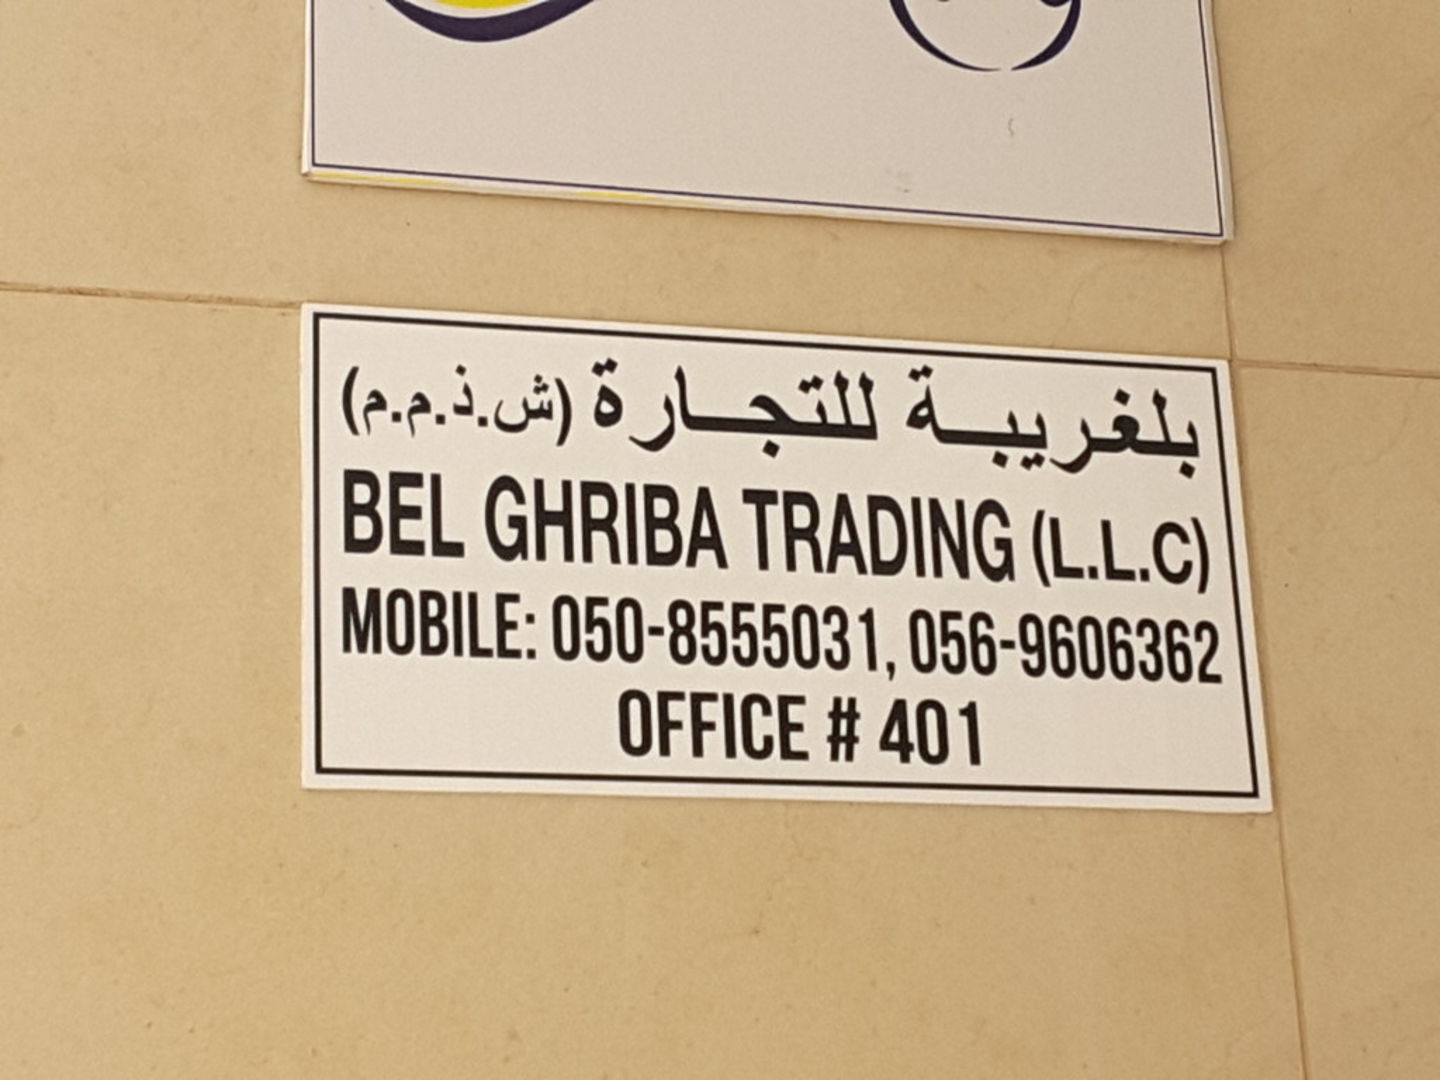 بلغريبة للتجارة (ش.ذ.م.م)
BEL GHRIBA TRADING (L.L.C)
MOBILE: 050-8555031, 056-9606362
OFFICE # 401